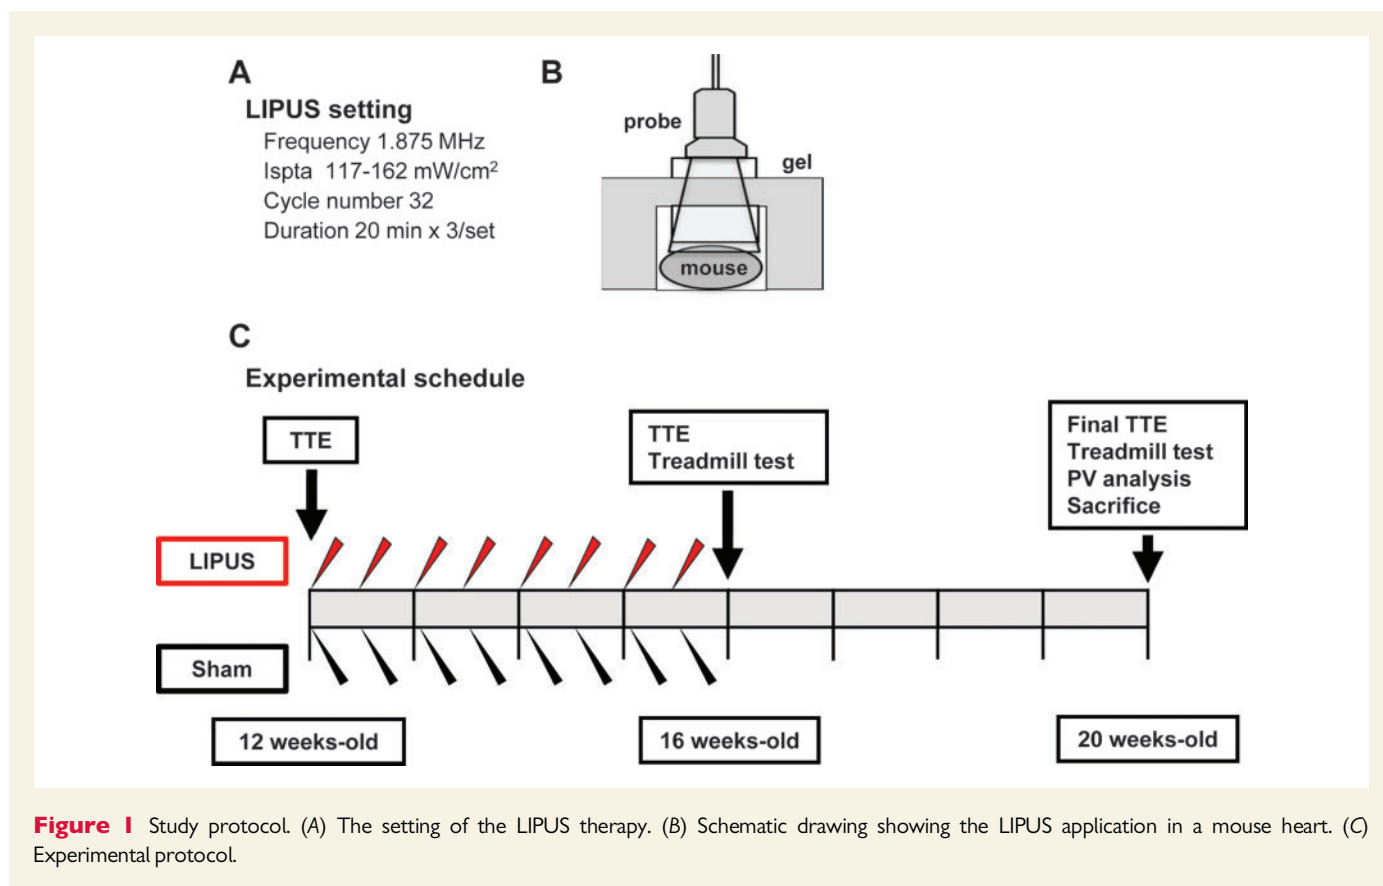 A
LIPUS setting
Frequency 1.875 MHz
Ispta 117-162 mW/cm²
Cycle number 32
Duration 20 min x 3/set
B
probe
gel
mouse
C
Experimental schedule
TTE
TTE
Treadmill test
Final TTE
Treadmill test
PV analysis
Sacrifice
LIPUS
Sham
12 weeks-old
16 weeks-old
20 weeks-old
Figure 1 Study protocol. (A) The setting of the LIPUS therapy. (B) Schematic drawing showing the LIPUS application in a mouse heart. (C)
Experimental protocol.